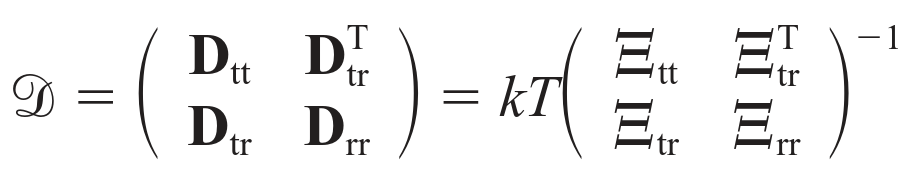 𝒟 = ( D_tt D_tr^T ; D_tr D_rr ) = kT ( Ξ_tt Ξ_tr^T ; Ξ_tr Ξ_rr )^−1